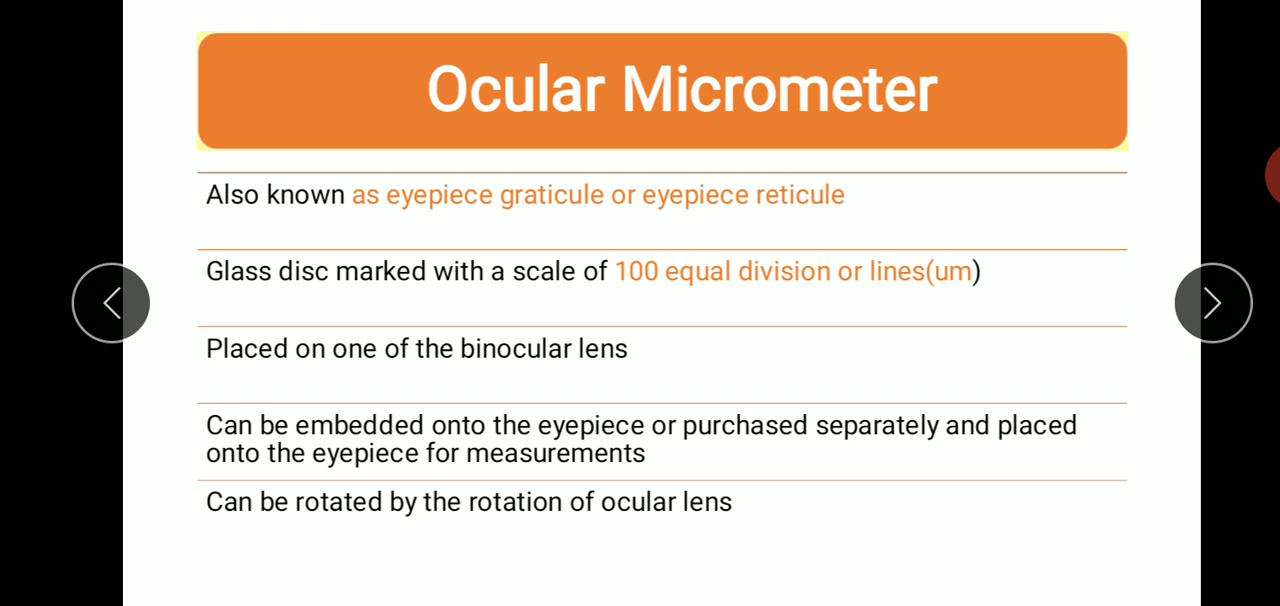 Ocular Micrometer
Also known as eyepiece graticule or eyepiece reticule
Glass disc marked with a scale of 100 equal division or lines(um)
Placed on one of the binocular lens
Can be embedded onto the eyepiece or purchased separately and placed
onto the eyepiece for measurements
Can be rotated by the rotation of ocular lens